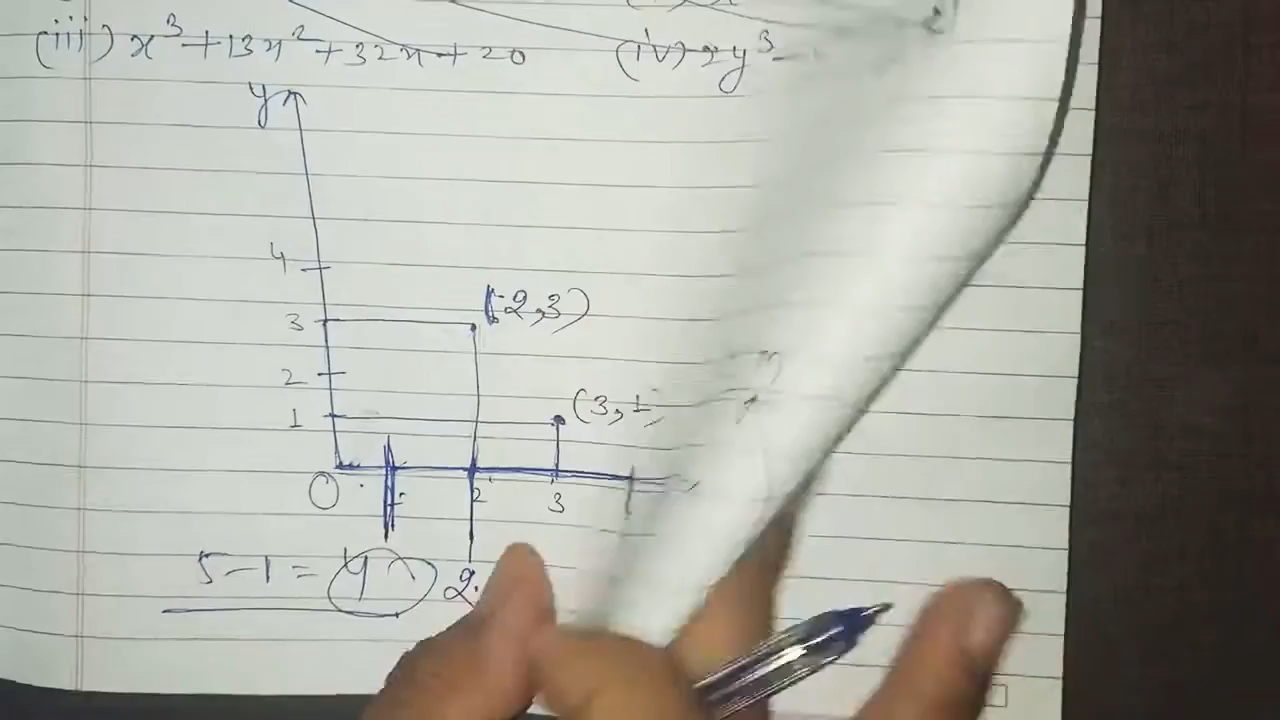 (iii) x³+13x²+32x+20 (iv) 2y³-
y
4
(-2,3)
3
2
(3,1
1
O 2 3
5-1=4
2